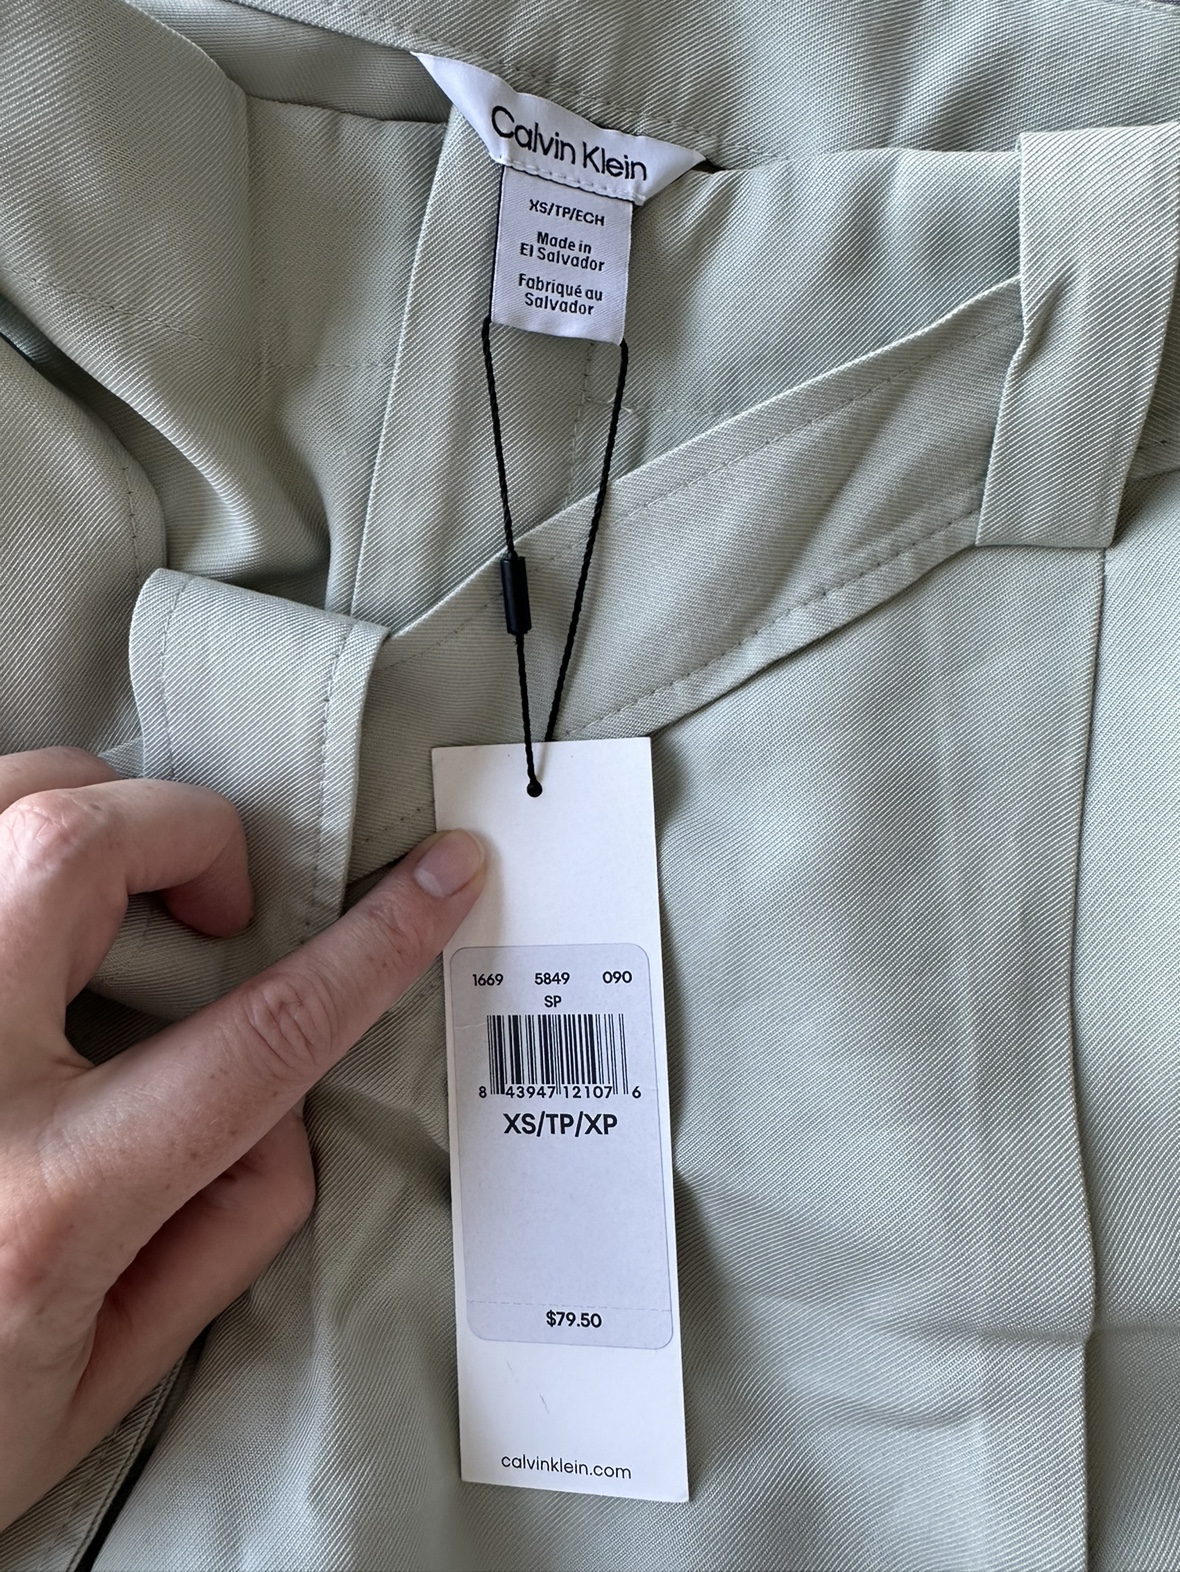 Calvin Klein
XS/TP/ECH
Made in
El Salvador
Fabriqué au
Salvador
1669 5849 090
SP
8 43947 12107 6
XS/TP/XP
$79.50
calvinklein.com